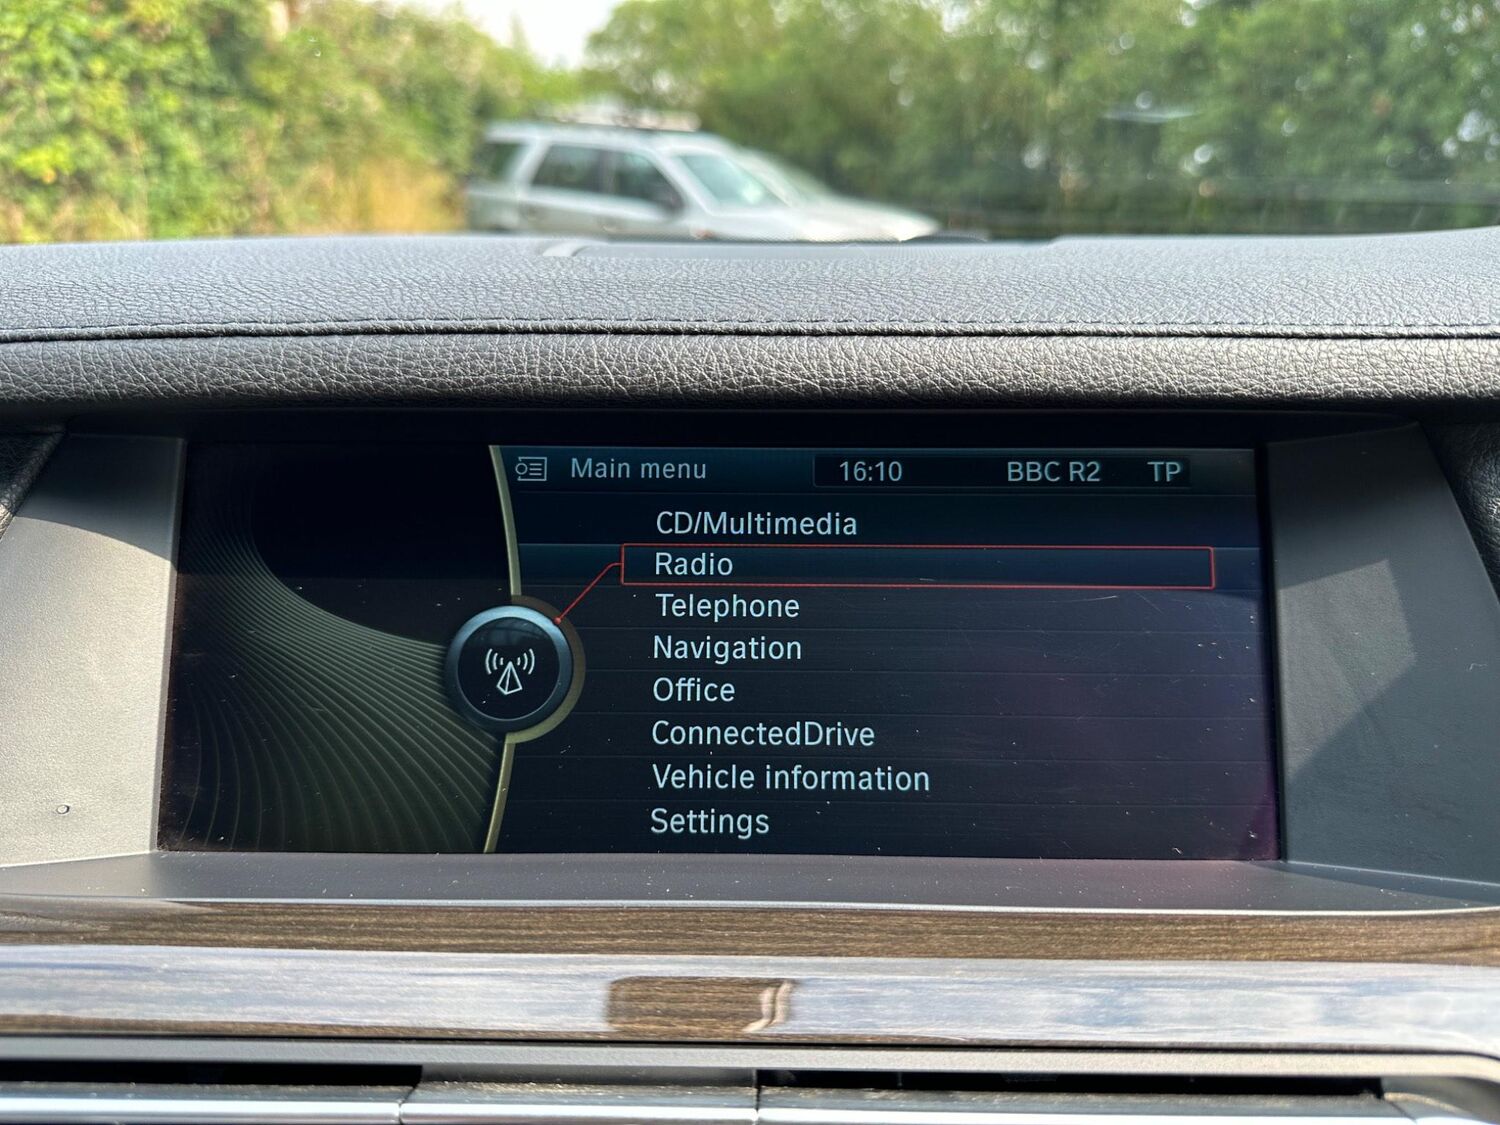 Main menu 16:10 BBC R2 TP
CD/Multimedia
Radio
Telephone
Navigation
Office
ConnectedDrive
Vehicle information
Settings